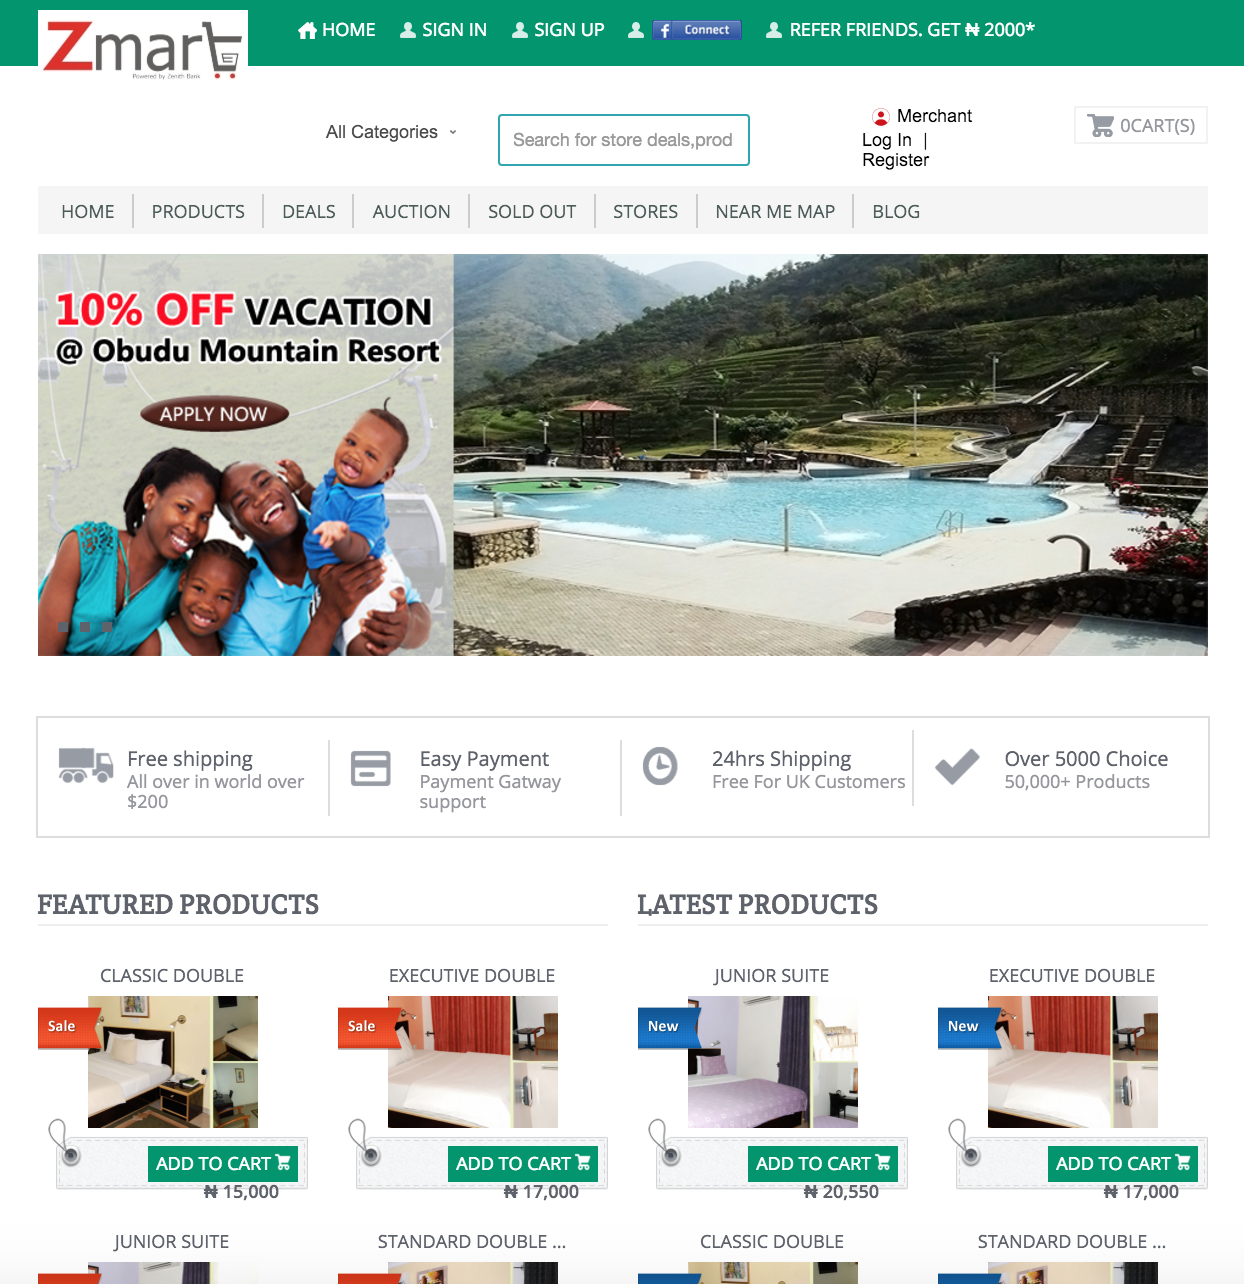 Zmart
Powered by Zenith Bank
HOME
SIGN IN
SIGN UP
f Connect
REFER FRIENDS. GET ₦ 2000*
All Categories
Search for store deals,prod
Merchant
Log In |
Register
0CART(S)
HOME
PRODUCTS
DEALS
AUCTION
SOLD OUT
STORES
NEAR ME MAP
BLOG
10% OFF VACATION
@ Obudu Mountain Resort
APPLY NOW
Free shipping
All over in world over
$200
Easy Payment
Payment Gatway
support
24hrs Shipping
Free For UK Customers
Over 5000 Choice
50,000+ Products
FEATURED PRODUCTS
LATEST PRODUCTS
CLASSIC DOUBLE
EXECUTIVE DOUBLE
JUNIOR SUITE
EXECUTIVE DOUBLE
Sale
Sale
New
New
ADD TO CART
ADD TO CART
ADD TO CART
ADD TO CART
₦ 15,000
₦ 17,000
₦ 20,550
₦ 17,000
JUNIOR SUITE
STANDARD DOUBLE ...
CLASSIC DOUBLE
STANDARD DOUBLE ...